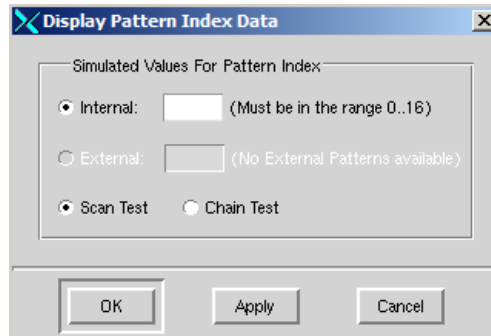 Display Pattern Index Data
Simulated Values For Pattern Index
Internal: (Must be in the range 0..16)
External: (No External Patterns available)
Scan Test Chain Test
OK Apply Cancel